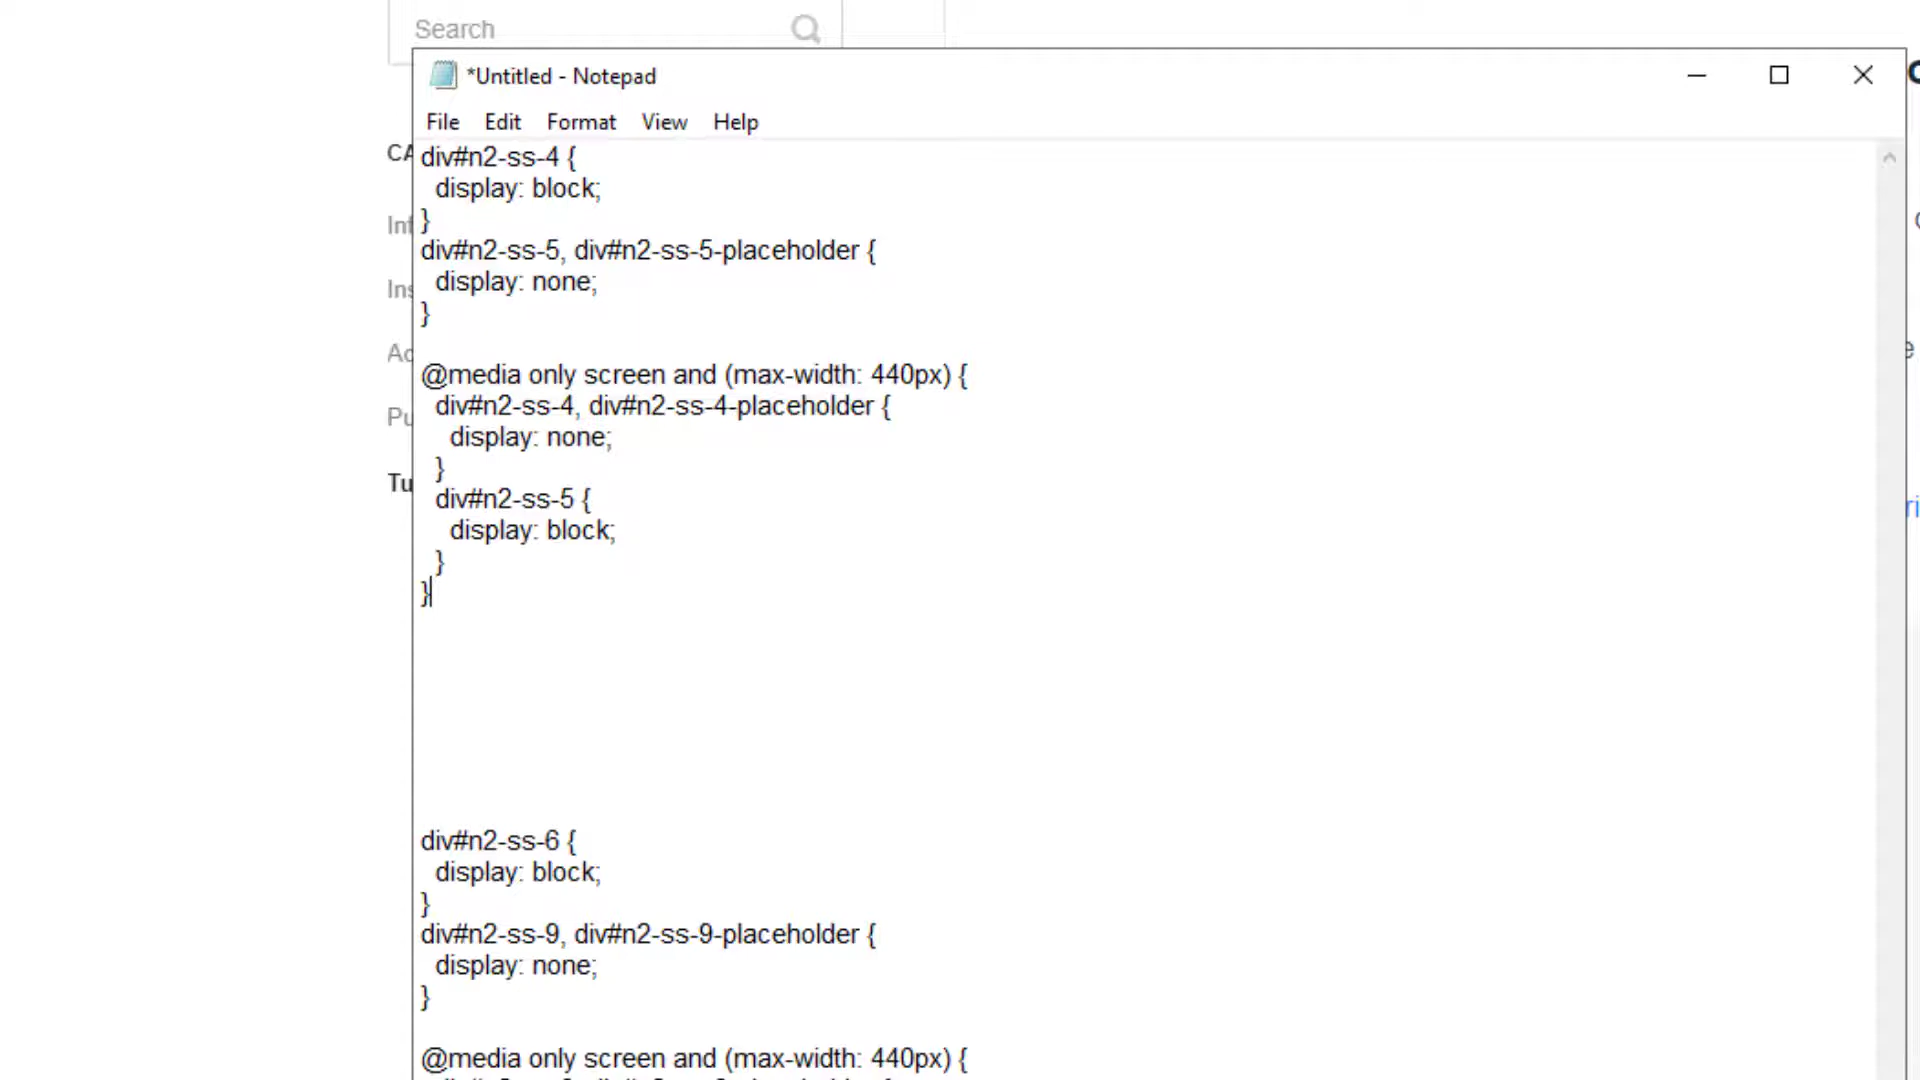 Search
*Untitled - Notepad
File Edit Format View Help
div#n2-ss-4 {
  display: block;
}
div#n2-ss-5, div#n2-ss-5-placeholder {
  display: none;
}
@media only screen and (max-width: 440px) {
  div#n2-ss-4, div#n2-ss-4-placeholder {
    display: none;
  }
  div#n2-ss-5 {
    display: block;
  }
}
div#n2-ss-6 {
  display: block;
}
div#n2-ss-9, div#n2-ss-9-placeholder {
  display: none;
}
@media only screen and (max-width: 440px) {